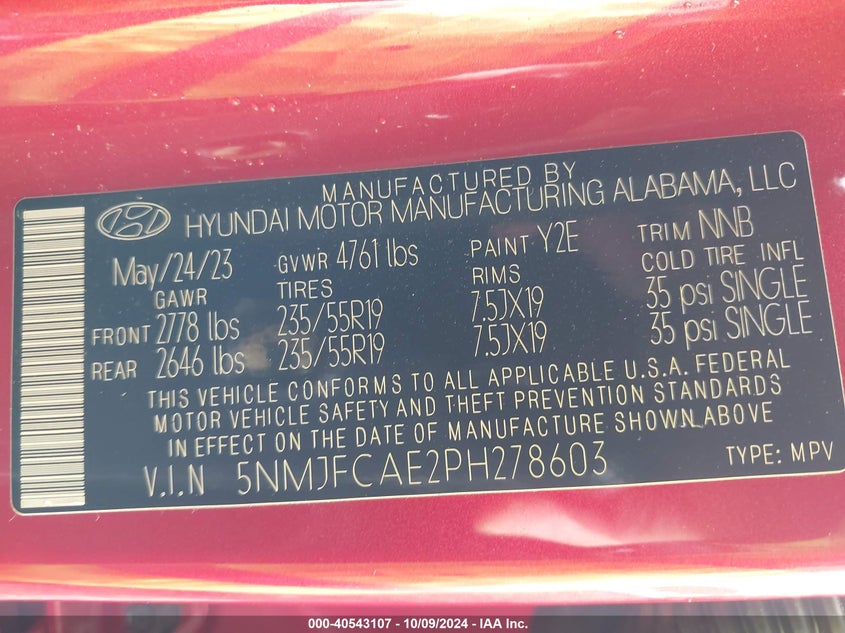 MANUFACTURED BY
HYUNDAI MOTOR MANUFACTURING ALABAMA, LLC
May/24/23 GVWR 4761 lbs PAINT Y2E TRIM NNB
GAWR TIRES RIMS COLD TIRE INFL
FRONT 2778 lbs 235/55R19 7.5JX19 35 psi SINGLE
REAR 2646 lbs 235/55R19 7.5JX19 35 psi SINGLE
THIS VEHICLE CONFORMS TO ALL APPLICABLE U.S.A. FEDERAL
MOTOR VEHICLE SAFETY AND THEFT PREVENTION STANDARDS
IN EFFECT ON THE DATE OF MANUFACTURE SHOWN ABOVE
V.I.N 5NMJFCAE2PH278603 TYPE: MPV
000-40543107 - 10/09/2024 - IAA Inc.